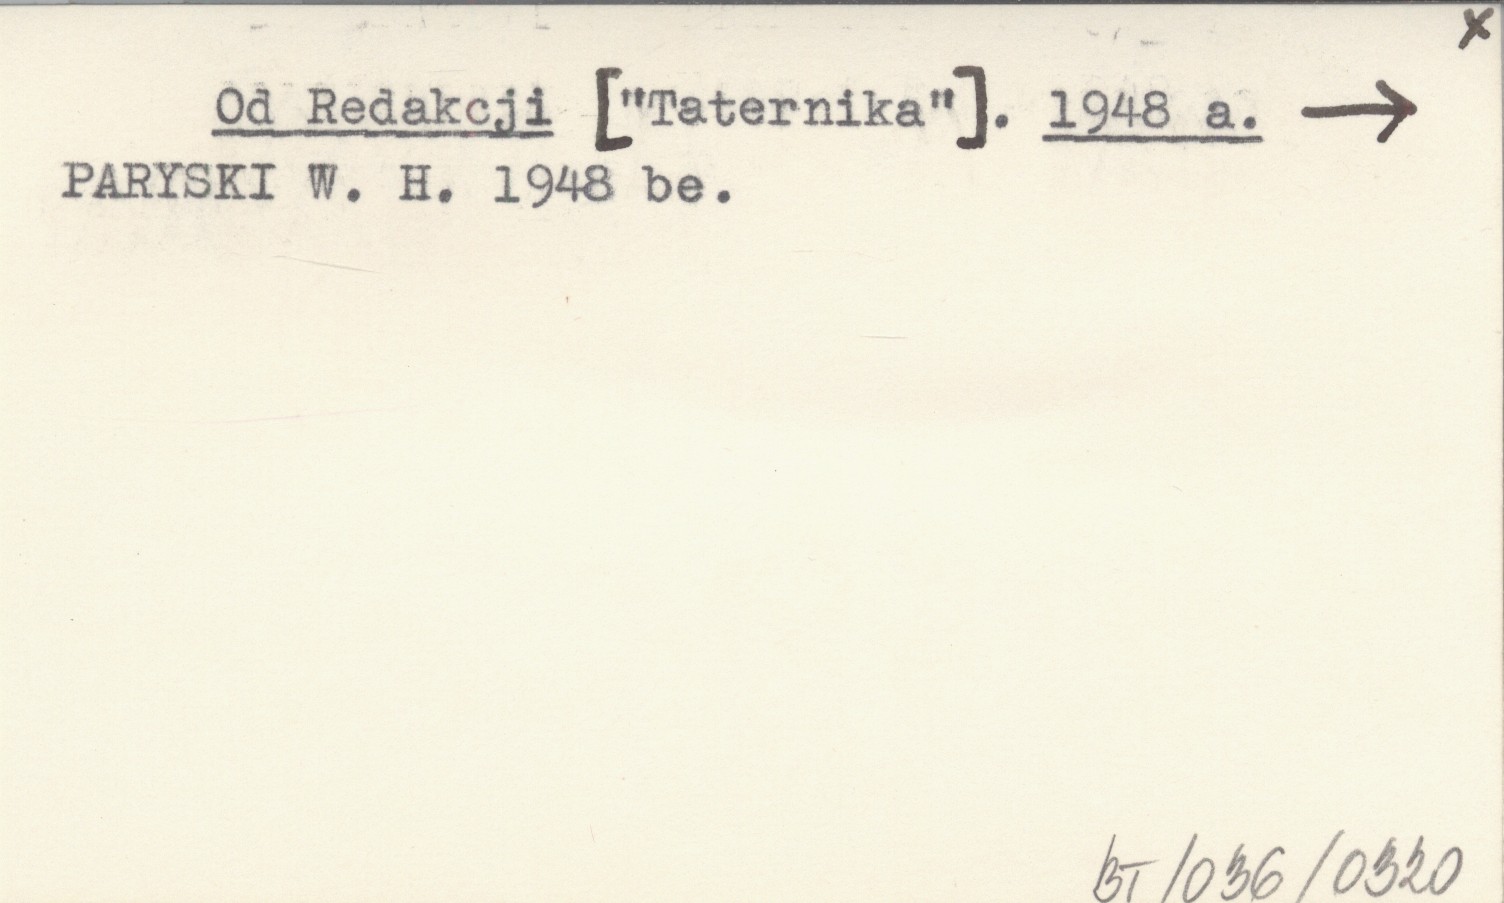 x
Od Redakcji ["Taternika"]. 1948 a. →
PARYSKI W. H. 1948 be.
BT/036/0320